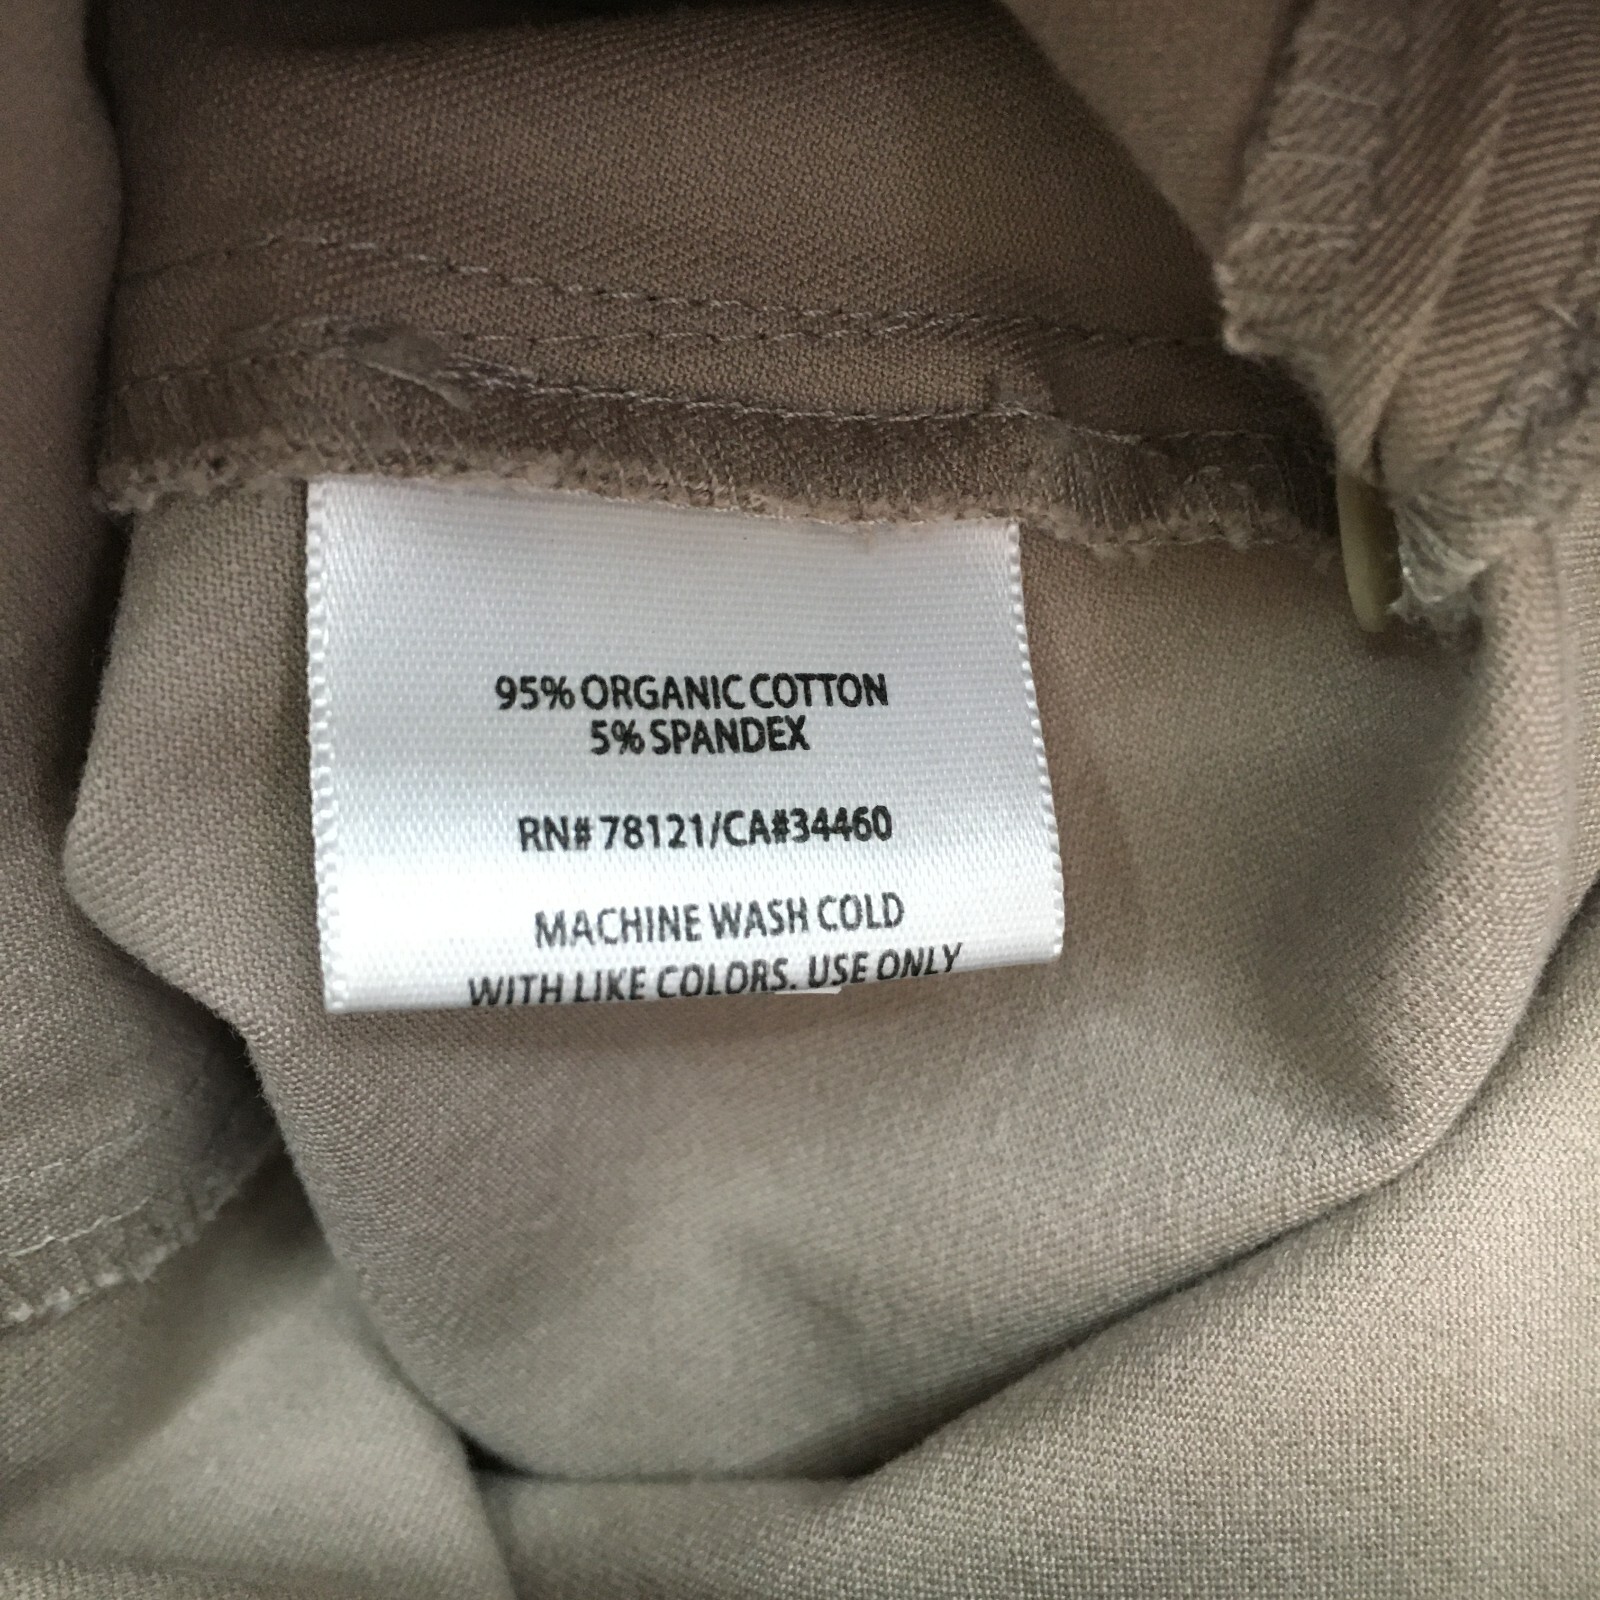 95% ORGANIC COTTON
5% SPANDEX
RN# 78121/CA#34460
MACHINE WASH COLD
WITH LIKE COLORS. USE ONLY